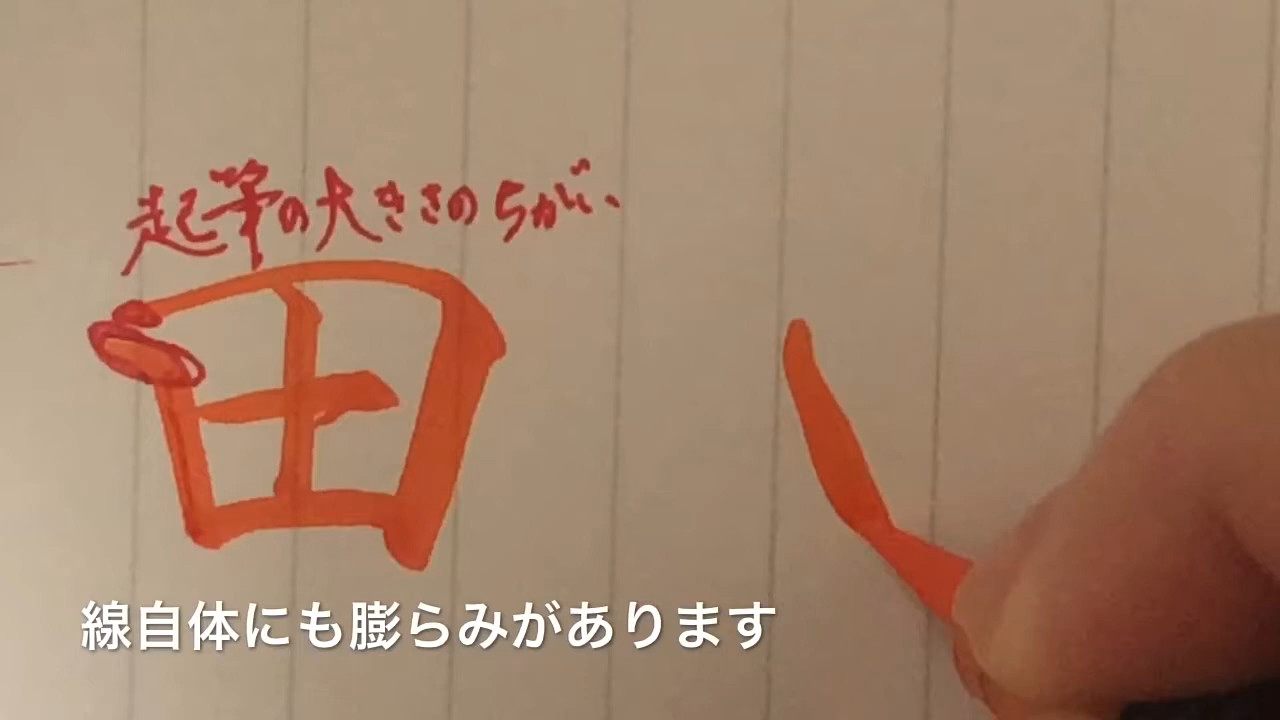 起筆の大きさのちがい
田
線自体にも膨らみがあります